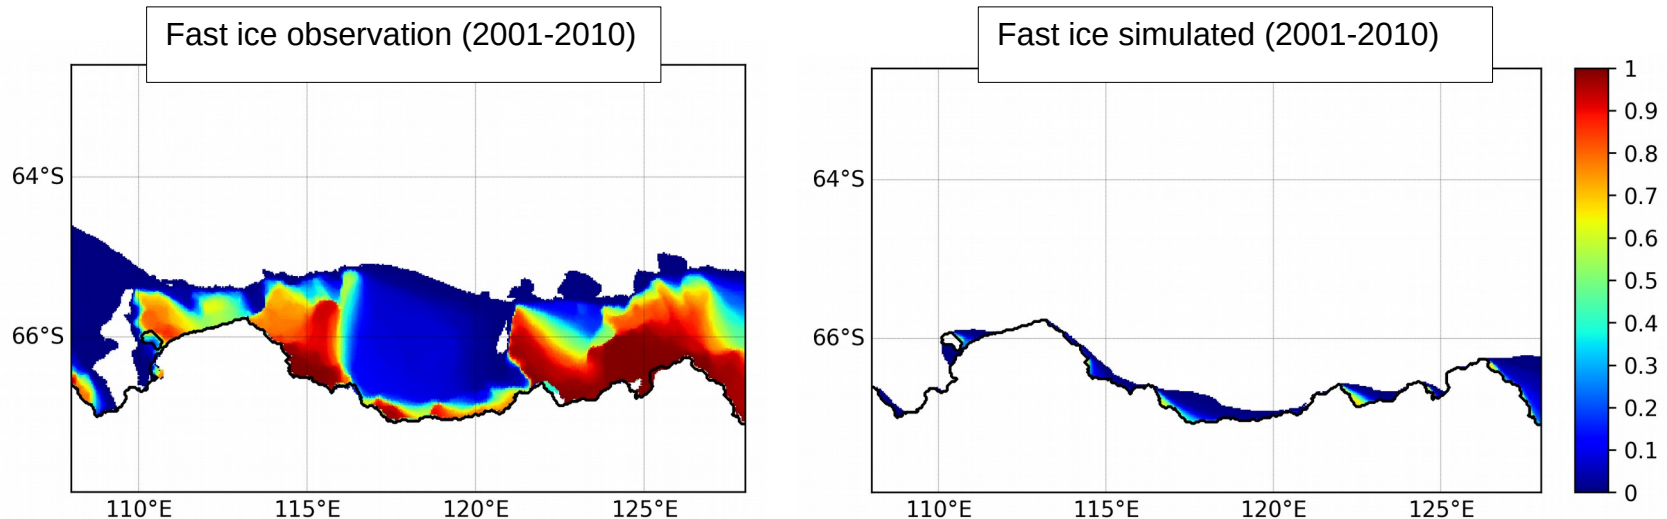 Fast ice observation (2001-2010)
Fast ice simulated (2001-2010)
64°S
66°S
110°E
115°E
120°E
125°E
64°S
66°S
110°E
115°E
120°E
125°E
1
0.9
0.8
0.7
0.6
0.5
0.4
0.3
0.2
0.1
0